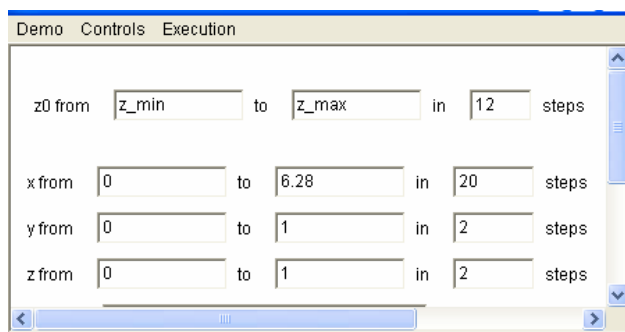 Demo Controls Execution
z0 from z_min to z_max in 12 steps
x from 0 to 6.28 in 20 steps
y from 0 to 1 in 2 steps
z from 0 to 1 in 2 steps